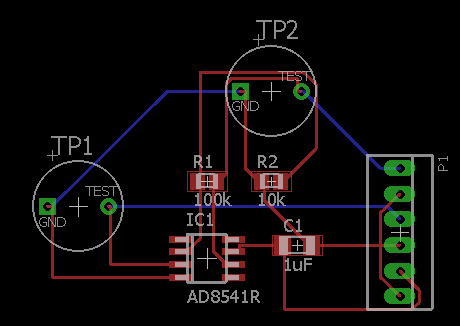 TP2
TEST
GND
TP1
TEST
GND
R1
100k
R2
10k
P1
IC1
AD8541R
C1
1uF